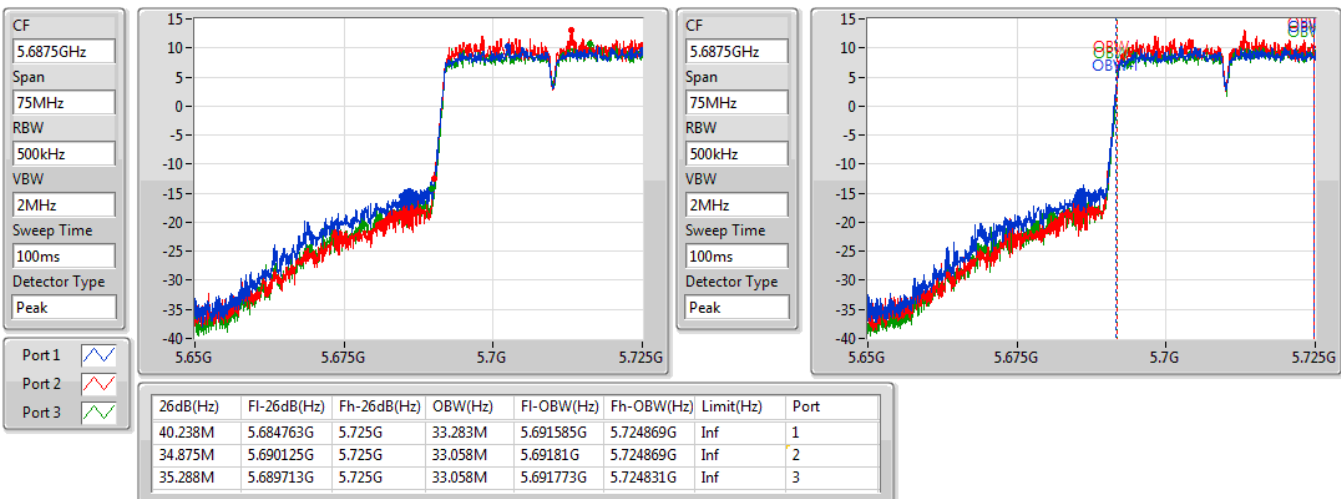 CF
5.6875GHz
Span
75MHz
RBW
500kHz
VBW
2MHz
Sweep Time
100ms
Detector Type
Peak
15
10
5
0
-5
-10
-15
-20
-25
-30
-35
-40
5.65G 5.675G 5.7G 5.725G
Port 1
Port 2
Port 3
CF
5.6875GHz
Span
75MHz
RBW
500kHz
VBW
2MHz
Sweep Time
100ms
Detector Type
Peak
15
10
5
0
-5
-10
-15
-20
-25
-30
-35
-40
5.65G 5.675G 5.7G 5.725G
26dB(Hz) Fl-26dB(Hz) Fh-26dB(Hz) OBW(Hz) Fl-OBW(Hz) Fh-OBW(Hz) Limit(Hz) Port
40.238M 5.684763G 5.725G 33.283M 5.691585G 5.724869G Inf 1
34.875M 5.690125G 5.725G 33.058M 5.69181G 5.724869G Inf 2
35.288M 5.689713G 5.725G 33.058M 5.691773G 5.724831G Inf 3